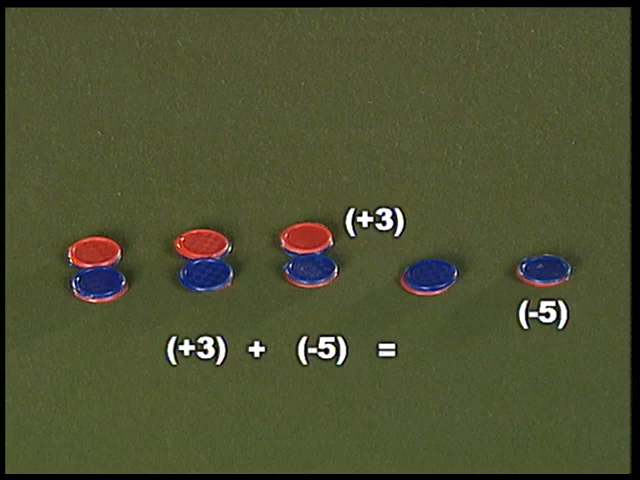 (+3)
(-5)
(+3) + (-5) =